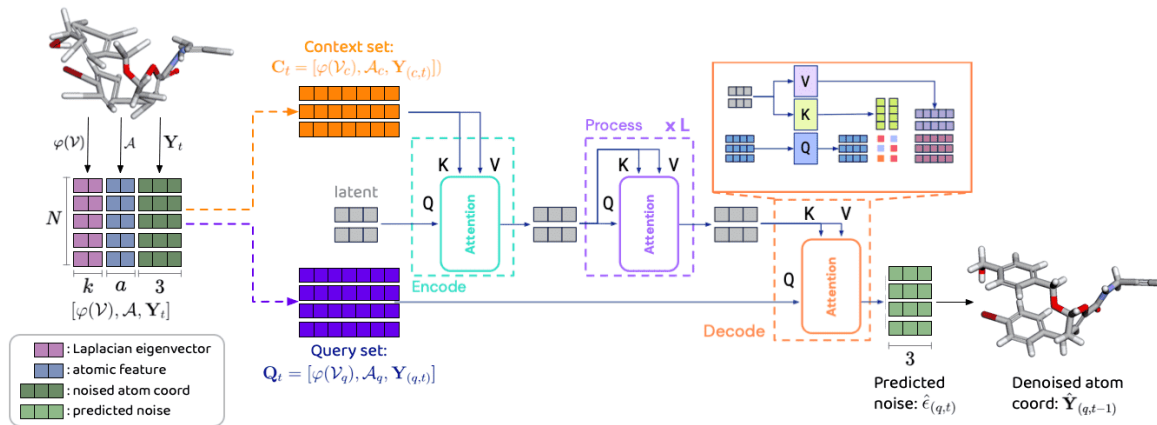 φ(𝒱)
𝒜
Y_t
N
k
a
3
[φ(𝒱), 𝒜, Y_t]
: Laplacian eigenvector
: atomic feature
: noised atom coord
: predicted noise
Context set:
C_t = [φ(𝒱_c), 𝒜_c, Y_(c,t)])
latent
Query set:
Q_t = [φ(𝒱_q), 𝒜_q, Y_(q,t)]
K
V
Q
Attention
Encode
Process
x L
K
V
Q
Attention
V
K
Q
K
V
Q
Attention
Decode
3
Predicted
noise: ε̂_(q,t)
Denoised atom
coord: Ŷ_(q,t−1)